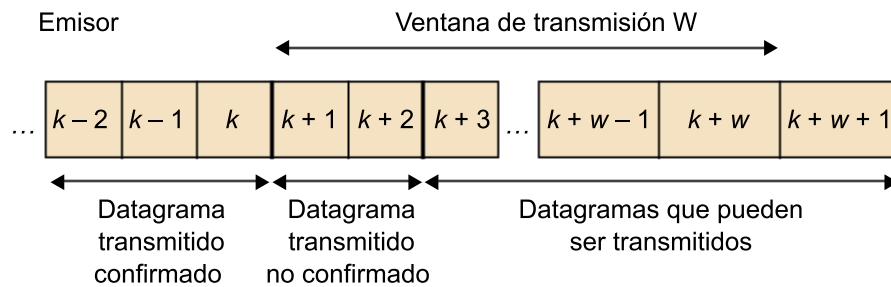 Emisor
Ventana de transmisión W
... k – 2 k – 1 k k + 1 k + 2 k + 3 ... k + w – 1 k + w k + w + 1
Datagrama
transmitido
confirmado
Datagrama
transmitido
no confirmado
Datagramas que pueden
ser transmitidos